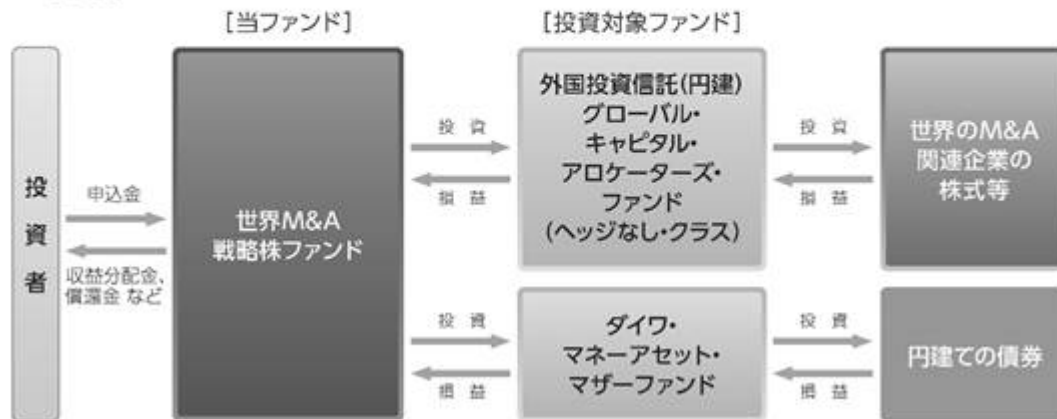 [当ファンド]
[投資対象ファンド]
投資者
申込金
収益分配金、
償還金 など
世界M&A
戦略株ファンド
投資
損益
外国投資信託(円建)
グローバル・
キャピタル・
アロケーターズ・
ファンド
(ヘッジなし・クラス)
投資
損益
世界のM&A
関連企業の
株式等
投資
損益
ダイワ・
マネーアセット・
マザーファンド
投資
損益
円建ての債券